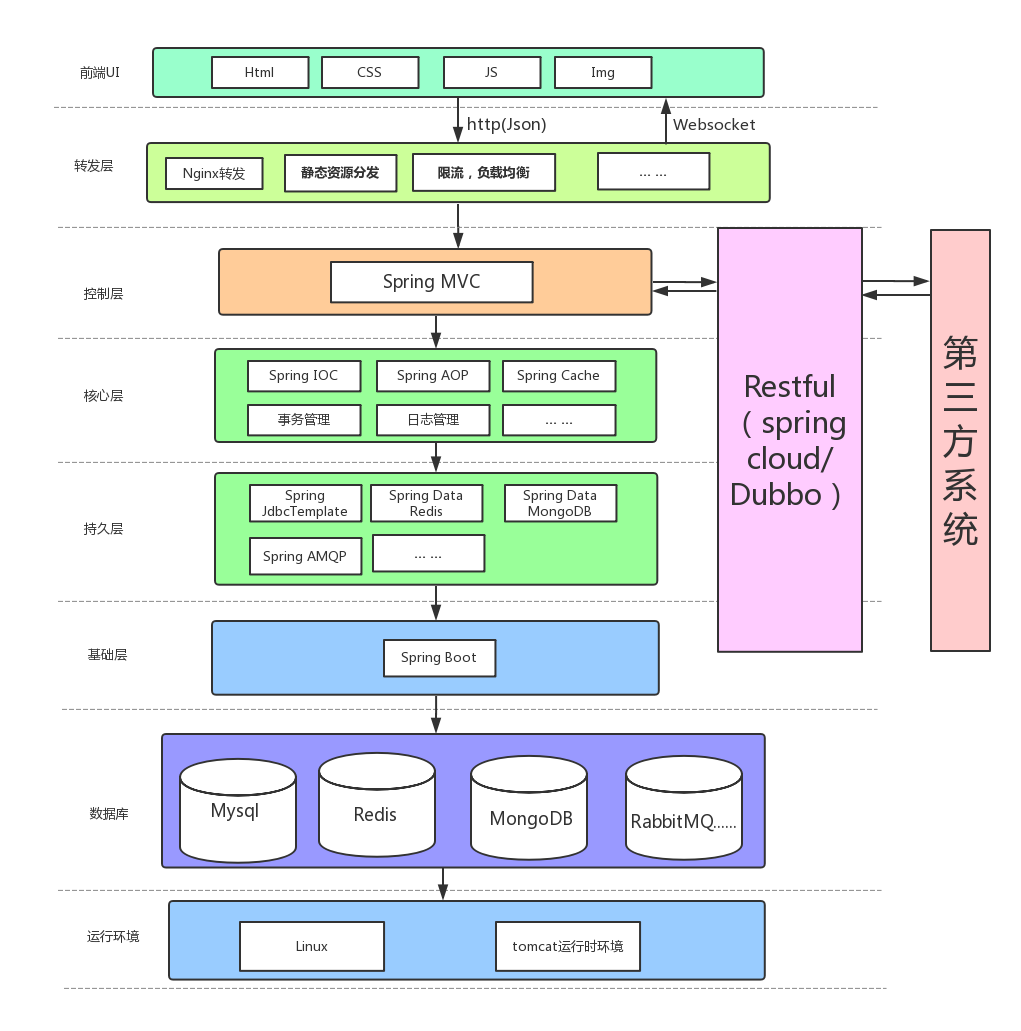 前端UI
Html
CSS
JS
Img
http(Json)
Websocket
转发层
Nginx转发
静态资源分发
限流，负载均衡
... ...
控制层
Spring MVC
核心层
Spring IOC
Spring AOP
Spring Cache
事务管理
日志管理
... ...
持久层
Spring
JdbcTemplate
Spring Data
Redis
Spring Data
MongoDB
Spring AMQP
... ...
Restful
（spring
cloud/
Dubbo）
第
三
方
系
统
基础层
Spring Boot
数据库
Mysql
Redis
MongoDB
RabbitMQ......
运行环境
Linux
tomcat运行时环境